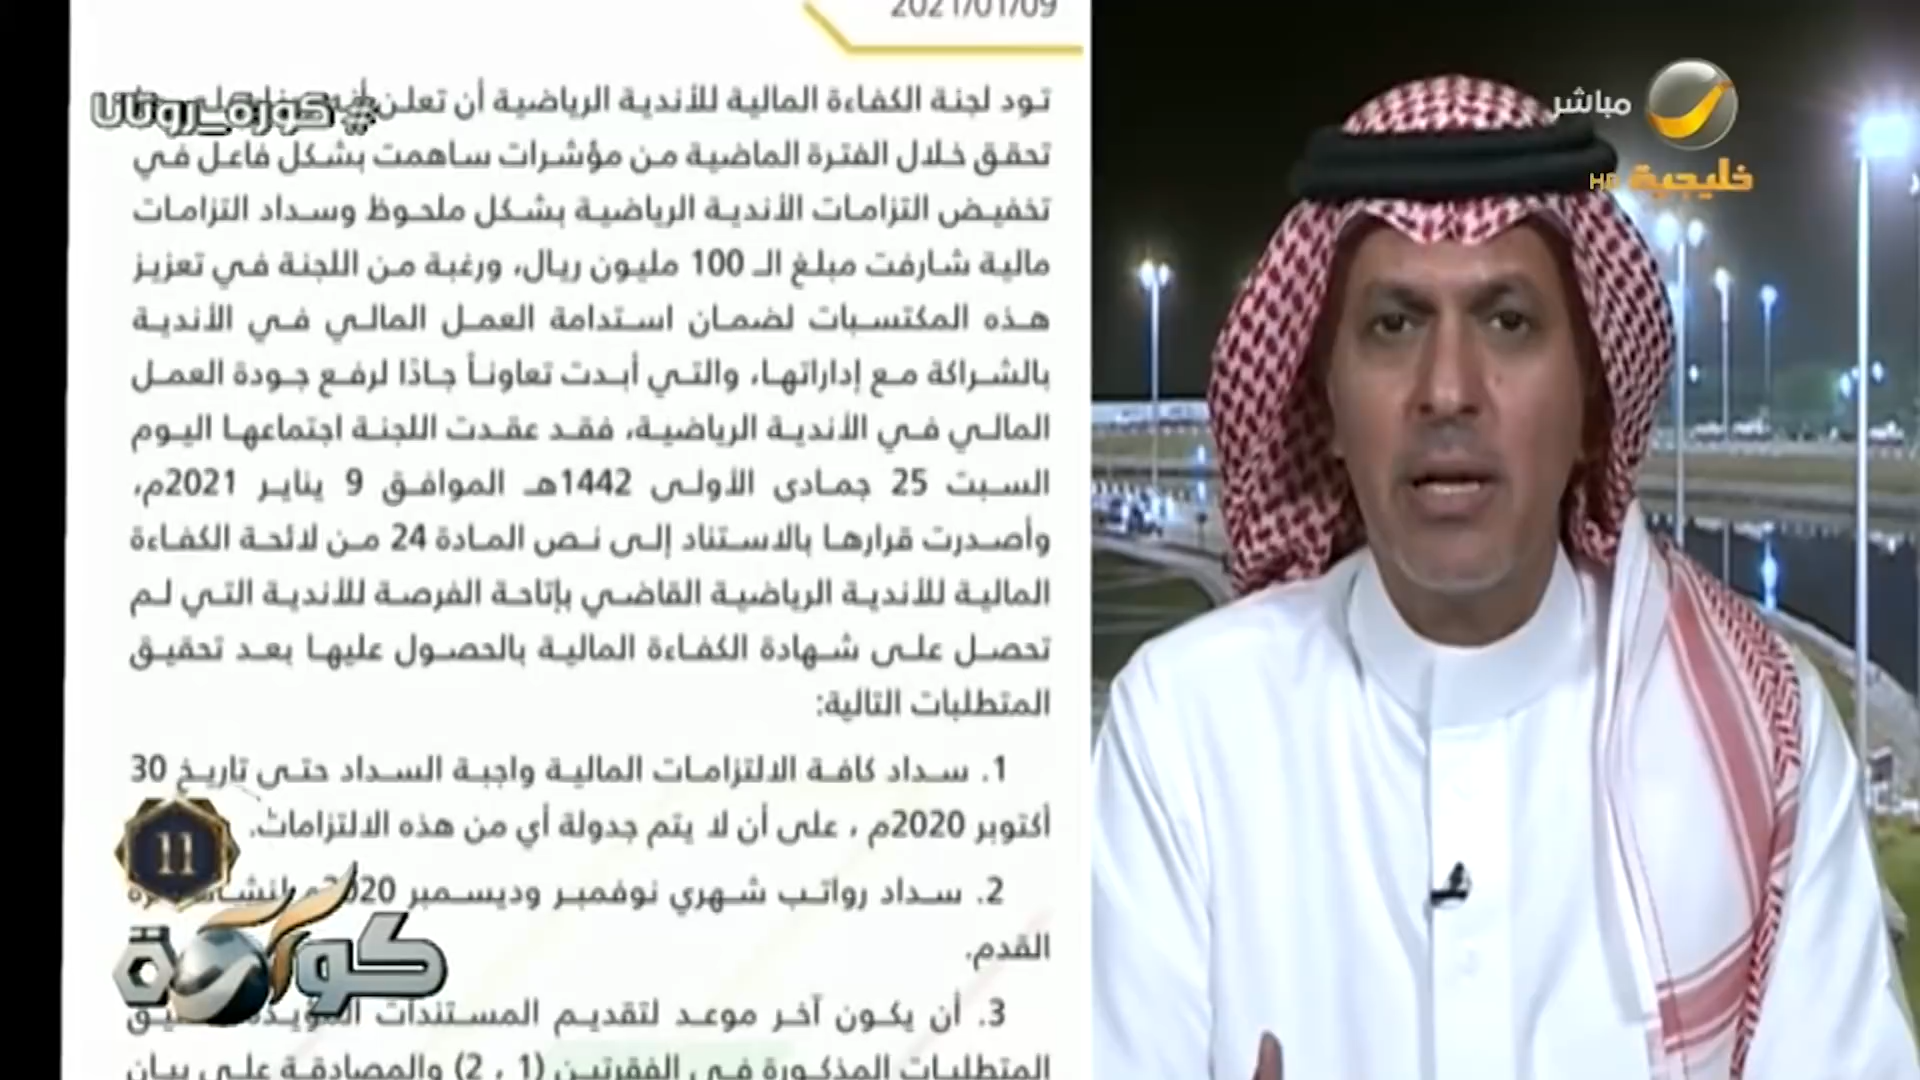 2021/01/09
#كورة_روتانا
تود لجنة الكفاءة المالية للأندية الرياضية أن تعلن
تحقق خلال الفترة الماضية من مؤشرات ساهمت بشكل فاعل في
تخفيض التزامات الأندية الرياضية بشكل ملحوظ وسداد التزامات
مالية شارفت مبلغ الـ 100 مليون ريال، ورغبة من اللجنة في تعزيز
هذه المكتسبات لضمان استدامة العمل المالي في الأندية
بالشراكة مع إداراتها، والتي أبدت تعاوناً جادًا لرفع جودة العمل
المالي في الأندية الرياضية، فقد عقدت اللجنة اجتماعها اليوم
السبت 25 جمادى الأولى 1442هـ الموافق 9 يناير 2021م،
وأصدرت قرارها بالاستناد إلى نص المادة 24 من لائحة الكفاءة
المالية للأندية الرياضية القاضي بإتاحة الفرصة للأندية التي لم
تحصل على شهادة الكفاءة المالية بالحصول عليها بعد تحقيق
المتطلبات التالية:
1. سداد كافة الالتزامات المالية واجبة السداد حتى تاريخ 30
أكتوبر 2020م ، على أن لا يتم جدولة أي من هذه الالتزامات.
2. سداد رواتب شهري نوفمبر وديسمبر 2020م
القدم.
3. أن يكون آخر موعد لتقديم المستندات المؤيدة
المتطلبات المذكورة في الفقرتين (1 ، 2) والمصادقة على بيان
11
كورة
مباشر
خليجية HD